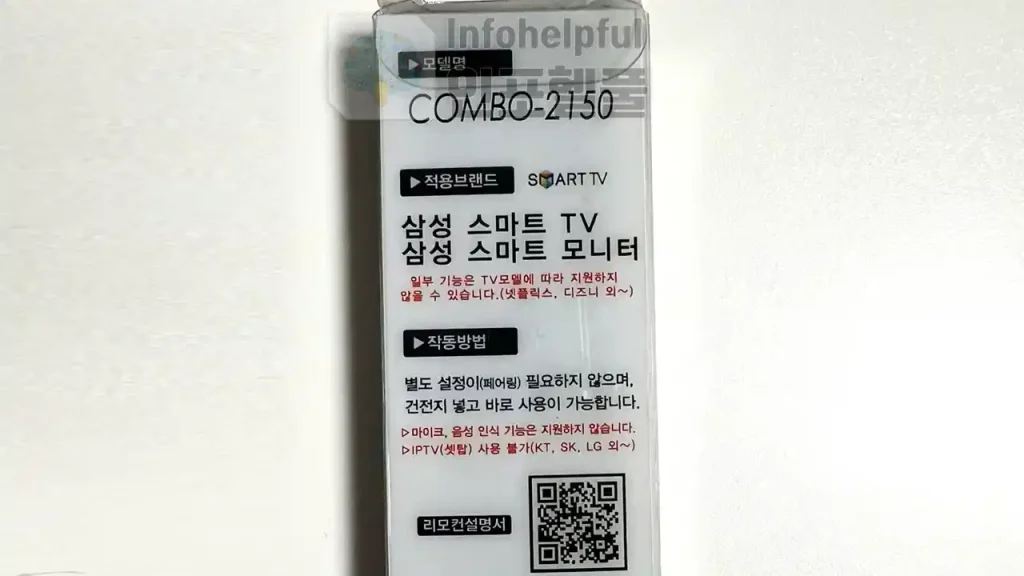 Infohelpful
인포헬풀
▶모델명
COMBO-2150
▶적용브랜드 SMART TV
삼성 스마트 TV
삼성 스마트 모니터
일부 기능은 TV모델에 따라 지원하지
않을 수 있습니다.(넷플릭스, 디즈니 외~)
▶작동방법
별도 설정이(페어링) 필요하지 않으며,
건전지 넣고 바로 사용이 가능합니다.
▷마이크, 음성 인식 기능은 지원하지 않습니다.
▷IPTV(셋탑) 사용 불가(KT, SK, LG 외~)
리모컨설명서